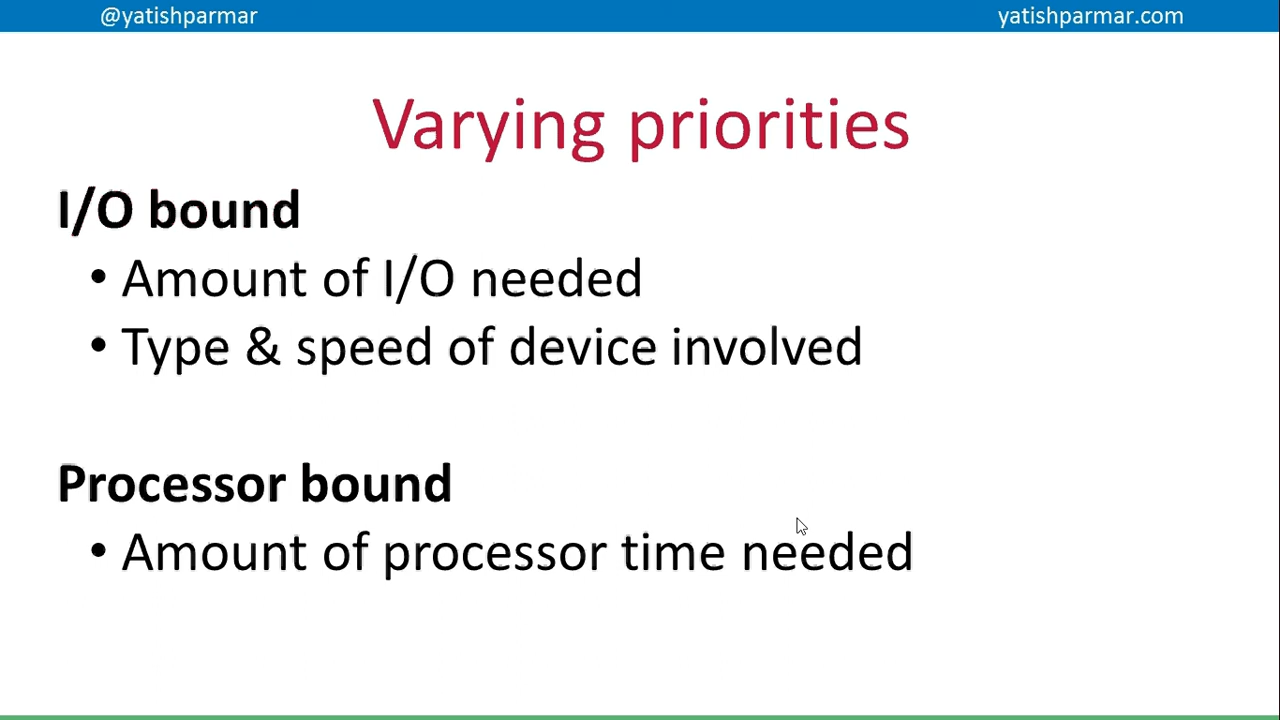 @yatishparmar
yatishparmar.com
Varying priorities
I/O bound
• Amount of I/O needed
• Type & speed of device involved
Processor bound
• Amount of processor time needed